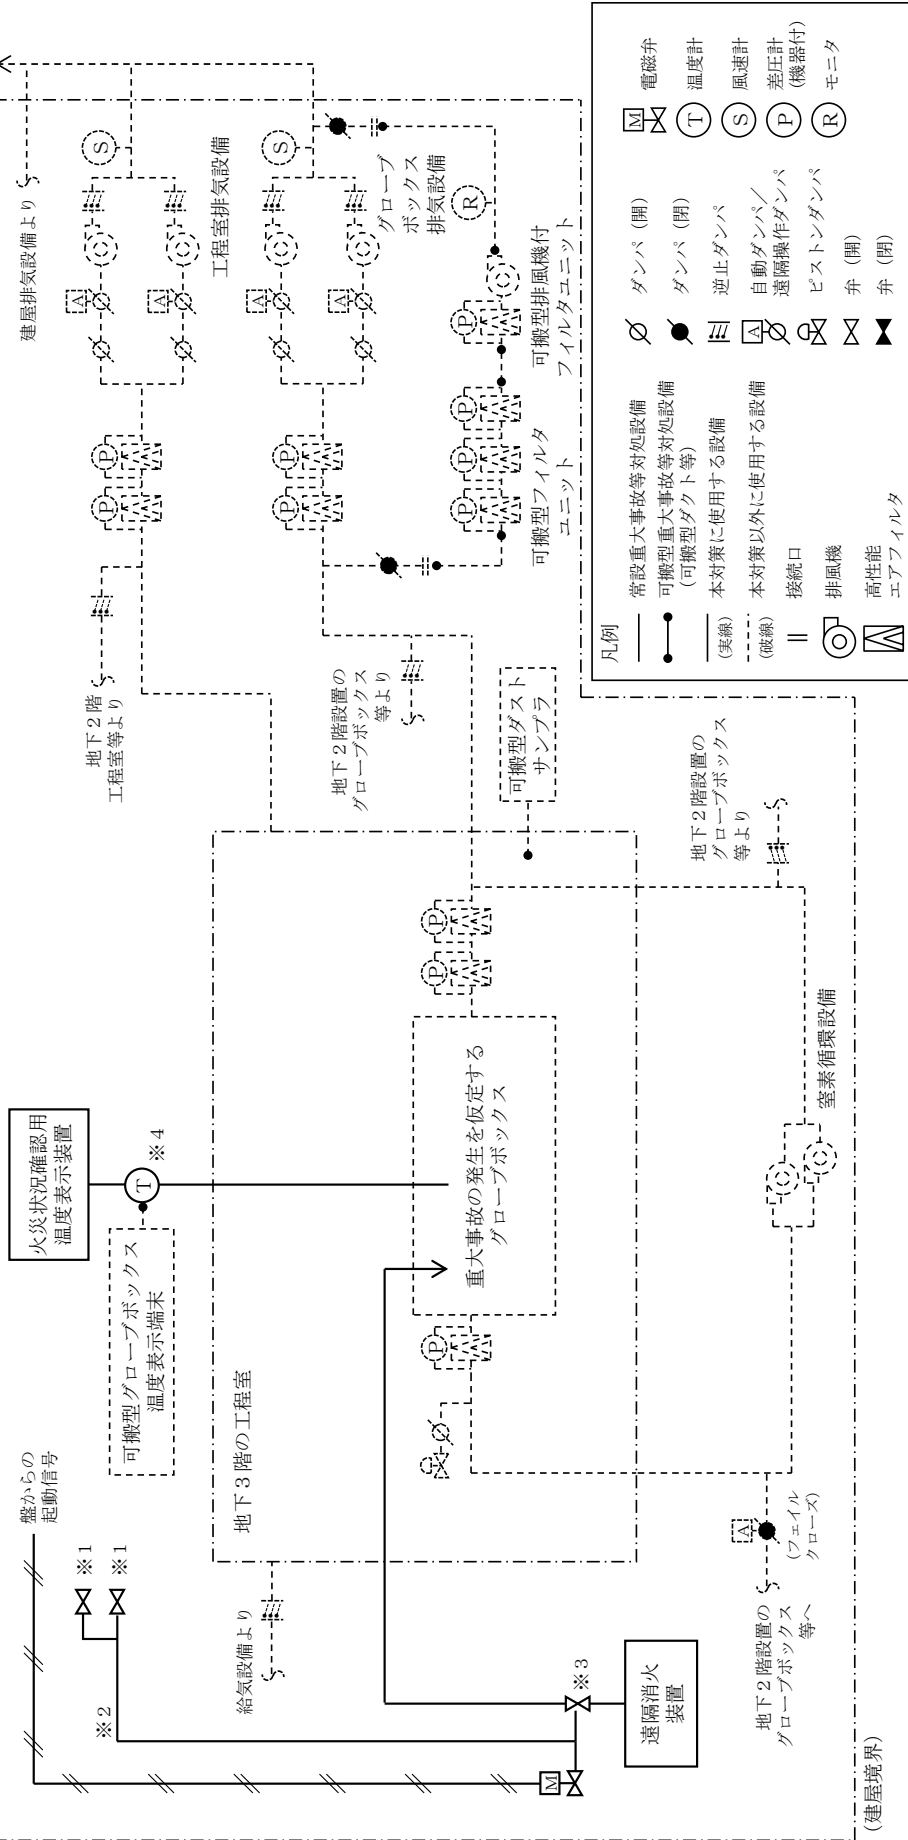 盤からの
起動信号
※1
※1
※2
M
※3
遠隔消火
装置
火災状況確認用
温度表示装置
T
※4
可搬型グローブボックス
温度表示端末
給気設備より
地下3階の工程室
重大事故の発生を仮定する
グローブボックス
P
P
P
A
(フェイル
クローズ)
地下2階設置の
グローブボックス
等へ
窒素循環設備
地下2階設置の
グローブボックス
等より
可搬型ダスト
サンプラ
地下2階
工程室等より
地下2階設置の
グローブボックス
等より
P
P
A
A
S
工程室排気設備
建屋排気設備より
P
P
A
A
S
グローブ
ボックス
排気設備
P
P
P
可搬型フィルタ
ユニット
P
可搬型排風機付
フィルタユニット
R
(建屋境界)
凡例
常設重大事故等対処設備
可搬型重大事故等対処設備
(可搬型ダクト等)
本対策に使用する設備
(実線)
本対策以外に使用する設備
(破線)
接続口
排風機
高性能
エアフィルタ
ダンパ(開)
ダンパ(閉)
逆止ダンパ
A
自動ダンパ/
遠隔操作ダンパ
ピストンダンパ
弁(開)
弁(閉)
M
電磁弁
T
温度計
S
風速計
P
差圧計
(機器付)
R
モニタ